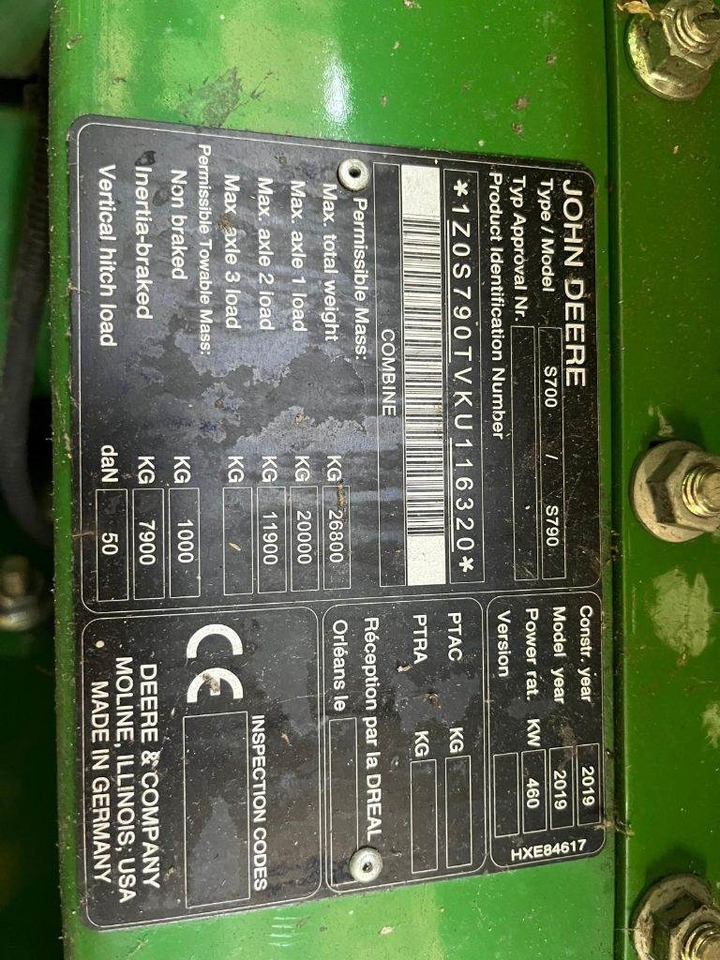 JOHN DEERE
Type / Model S700 / S790
Typ Approval Nr.
Product Identification Number
*1Z0S790TVKU116320*
COMBINE
Permissible Mass:
Max. total weight KG 26800
Max. axle 1 load KG 20000
Max. axle 2 load KG 11900
Max. axle 3 load KG
Permissible Towable Mass:
Non braked KG 1000
Inertia-braked KG 7900
Vertical hitch load daN 50
Constr. year 2019
Model year 2019
Power rat. KW 460
Version
HXE84617
PTAC KG
PTRA KG
Réception par la DREAL
Orléans le
CE
INSPECTION CODES
DEERE & COMPANY
MOLINE, ILLINOIS, USA
MADE IN GERMANY